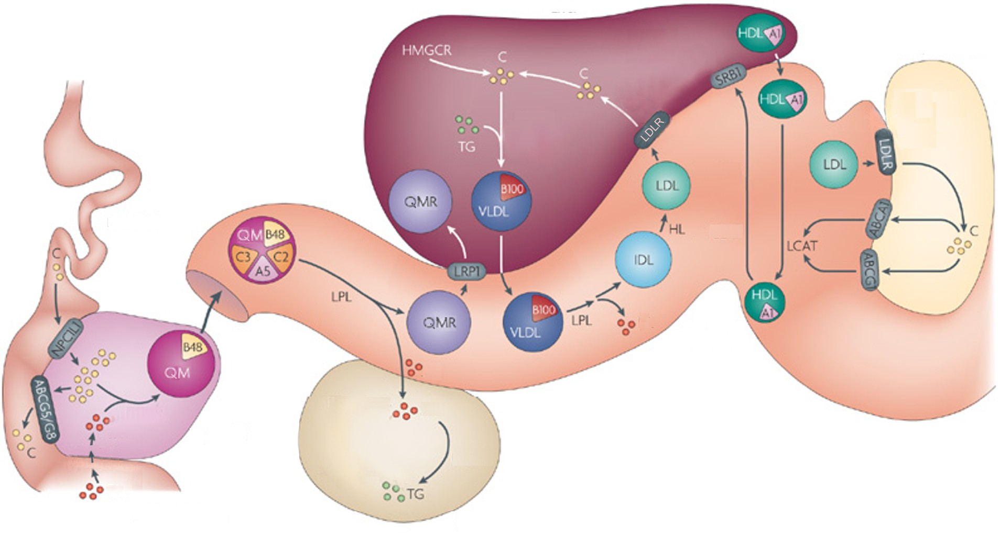 HMGCR
C
C
TG
QMR
B100
VLDL
LDLR
SRB1
HDL A1
HDL A1
LDL
LDL
LDLR
ABCA1
C
LCAT
ABCG1
HDL
A1
HL
IDL
QM B48
C3 C2
A5
LPL
LRP1
QMR
B100
VLDL
LPL
C
NPC1L1
B48
QM
ABCG5/G8
C
TG